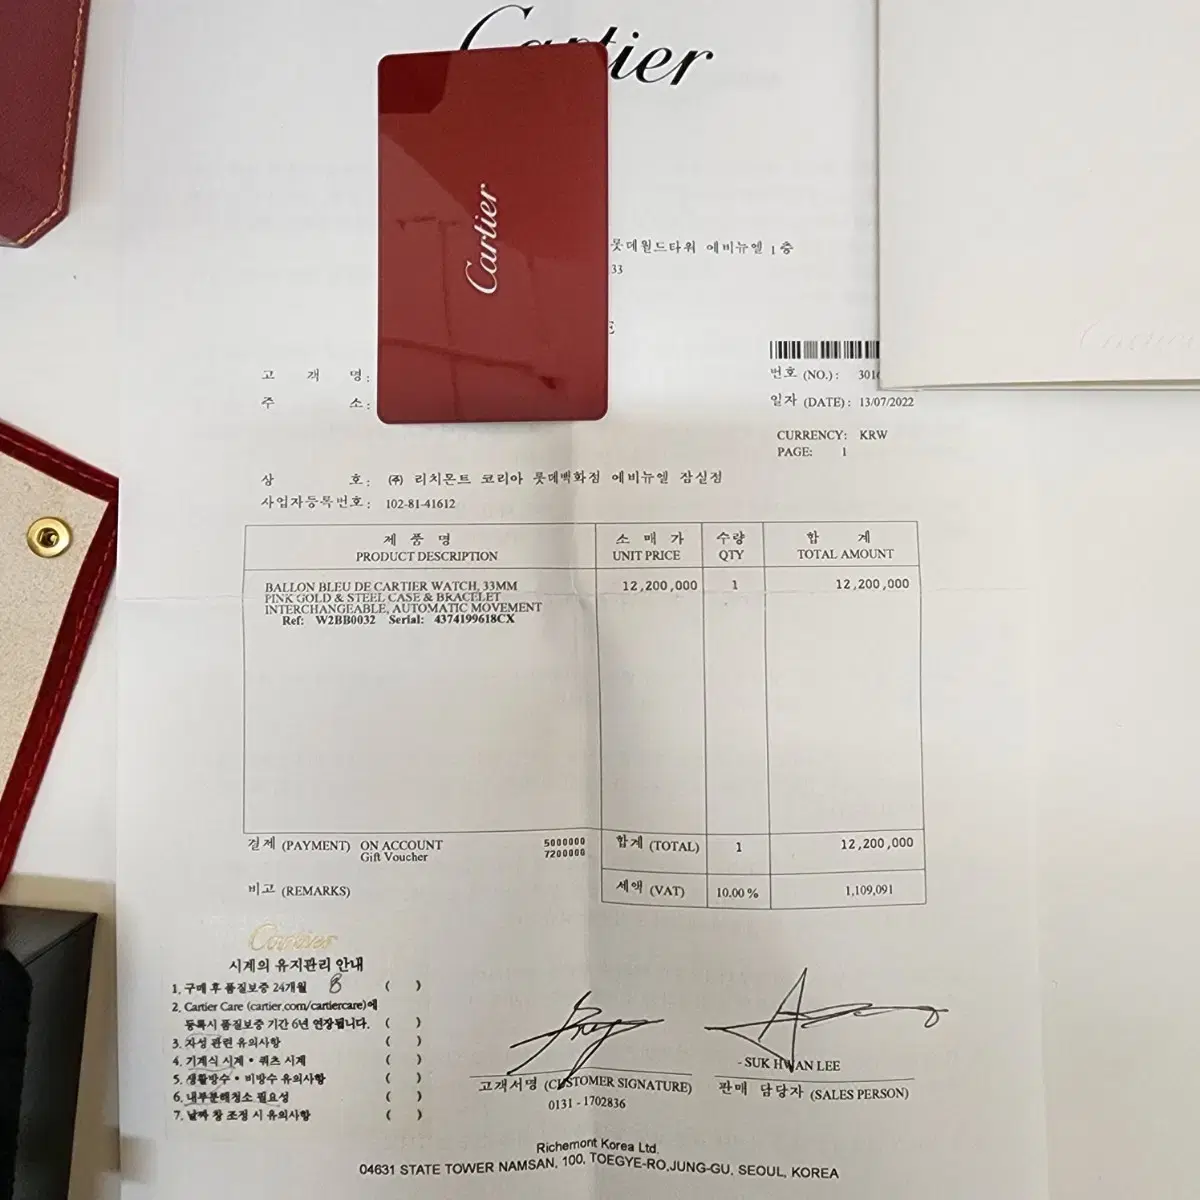 Cartier
Cartier
롯데월드타워 에비뉴엘 1층
33
E
고 객 명:
주 소:
번호 (NO.): 3016
일자 (DATE): 13/07/2022
CURRENCY: KRW
PAGE: 1
상 호: (주) 리치몬트 코리아 롯데백화점 에비뉴엘 잠실점
사업자등록번호: 102-81-41612
제 품 명 소 매 가 수량 합 계
PRODUCT DESCRIPTION UNIT PRICE QTY TOTAL AMOUNT
BALLON BLEU DE CARTIER WATCH, 33MM 12,200,000 1 12,200,000
PINK GOLD & STEEL CASE & BRACELET
INTERCHANGEABLE, AUTOMATIC MOVEMENT
Ref: W2BB0032 Serial: 4374199618CX
결제 (PAYMENT) ON ACCOUNT 5000000 합계 (TOTAL) 1 12,200,000
Gift Voucher 7200000
비고 (REMARKS) 세액 (VAT) 10.00 % 1,109,091
Cartier
시계의 유지관리 안내
1. 구매 후 품질보증 24개월 ( )
2. Cartier Care (cartier.com/cartiercare)에
등록시 품질보증 기간 6년 연장됩니다. ( )
3. 자성 관련 유의사항 ( )
4. 기계식 시계 • 쿼츠 시계 ( )
5. 생활방수 • 비방수 유의사항 ( )
6. 내부분해청소 필요성 ( )
7. 날짜 창 조정 시 유의사항 ( )
- SUK HWAN LEE
고객서명 (CUSTOMER SIGNATURE) 판매 담당자 (SALES PERSON)
0131 - 1702836
Richemont Korea Ltd.
04631 STATE TOWER NAMSAN, 100, TOEGYE-RO,JUNG-GU, SEOUL, KOREA